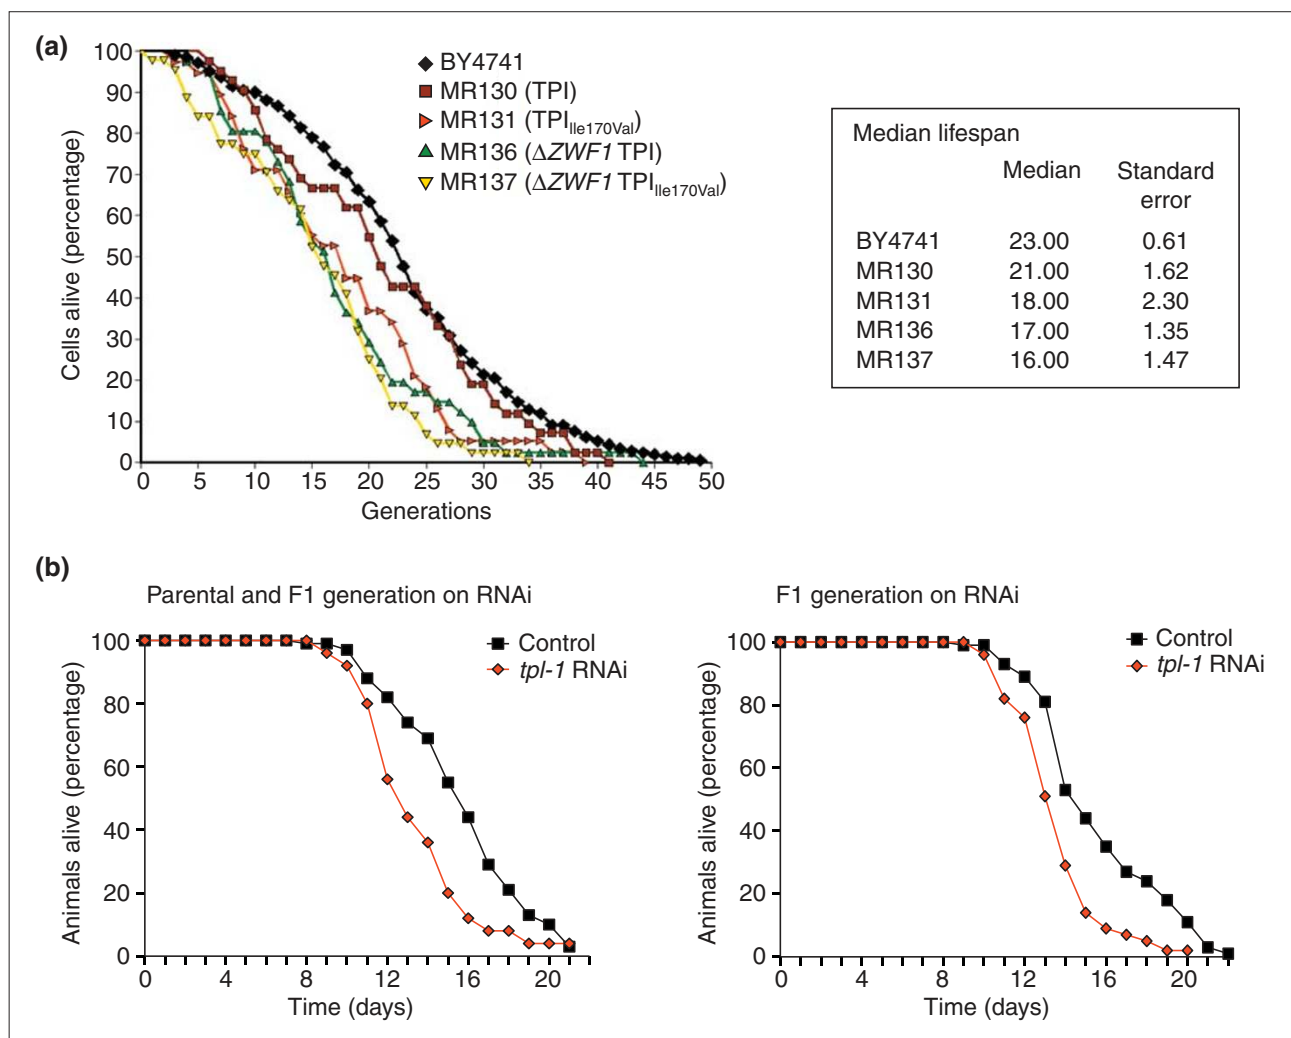 (a)
100
90
80
70
60
50
40
30
20
10
0
Cells alive (percentage)
0 5 10 15 20 25 30 35 40 45 50
Generations
BY4741
MR130 (TPI)
MR131 (TPI_Ile170Val)
MR136 (ΔZWF1 TPI)
MR137 (ΔZWF1 TPI_Ile170Val)
Median lifespan
Median Standard
error
BY4741 23.00 0.61
MR130 21.00 1.62
MR131 18.00 2.30
MR136 17.00 1.35
MR137 16.00 1.47
(b)
Parental and F1 generation on RNAi
100
80
60
40
20
0
Animals alive (percentage)
0 4 8 12 16 20
Time (days)
Control
tpl-1 RNAi
F1 generation on RNAi
100
80
60
40
20
0
Animals alive (percentage)
0 4 8 12 16 20
Time (days)
Control
tpl-1 RNAi